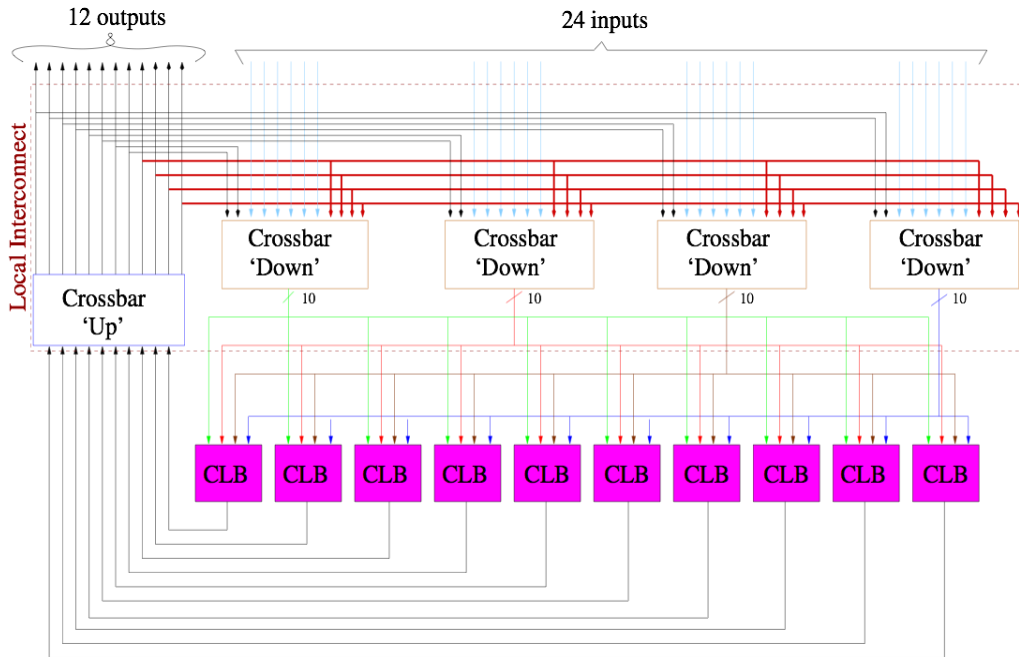 12 outputs
24 inputs
Local Interconnect
Crossbar
‘Down’
Crossbar
‘Down’
Crossbar
‘Down’
Crossbar
‘Down’
Crossbar
‘Up’
10
10
10
10
CLB
CLB
CLB
CLB
CLB
CLB
CLB
CLB
CLB
CLB